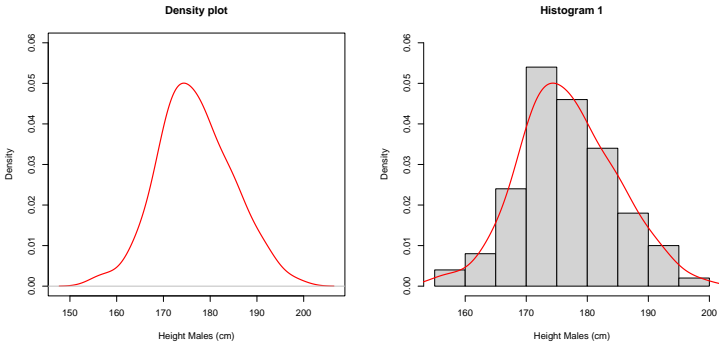 Density plot
0.06
0.05
0.04
0.03
0.02
0.01
0.00
Density
150 160 170 180 190 200
Height Males (cm)
Histogram 1
0.06
0.05
0.04
0.03
0.02
0.01
0.00
Density
160 170 180 190 200
Height Males (cm)